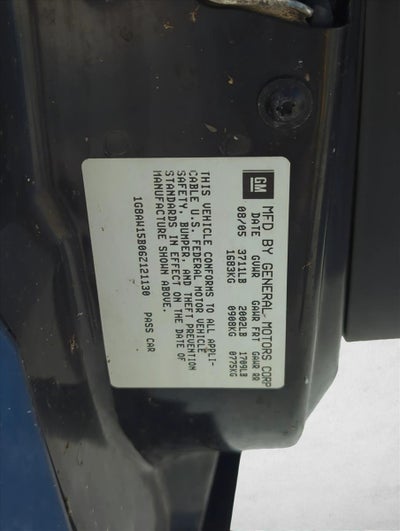 GM
MFD BY GENERAL MOTORS CORP
DATE GVWR GAWR FRT GAWR RR
08/05 3711LB 2002LB 1709LB
1683KG 0908KG 0775KG
THIS VEHICLE CONFORMS TO ALL APPLI-
CABLE U.S. FEDERAL MOTOR VEHICLE
SAFETY, BUMPER, AND THEFT PREVENTION
STANDARDS IN EFFECT ON THE DATE OF
MANUFACTURE SHOWN ABOVE.
1G8AW15B06Z121130 PASS CAR